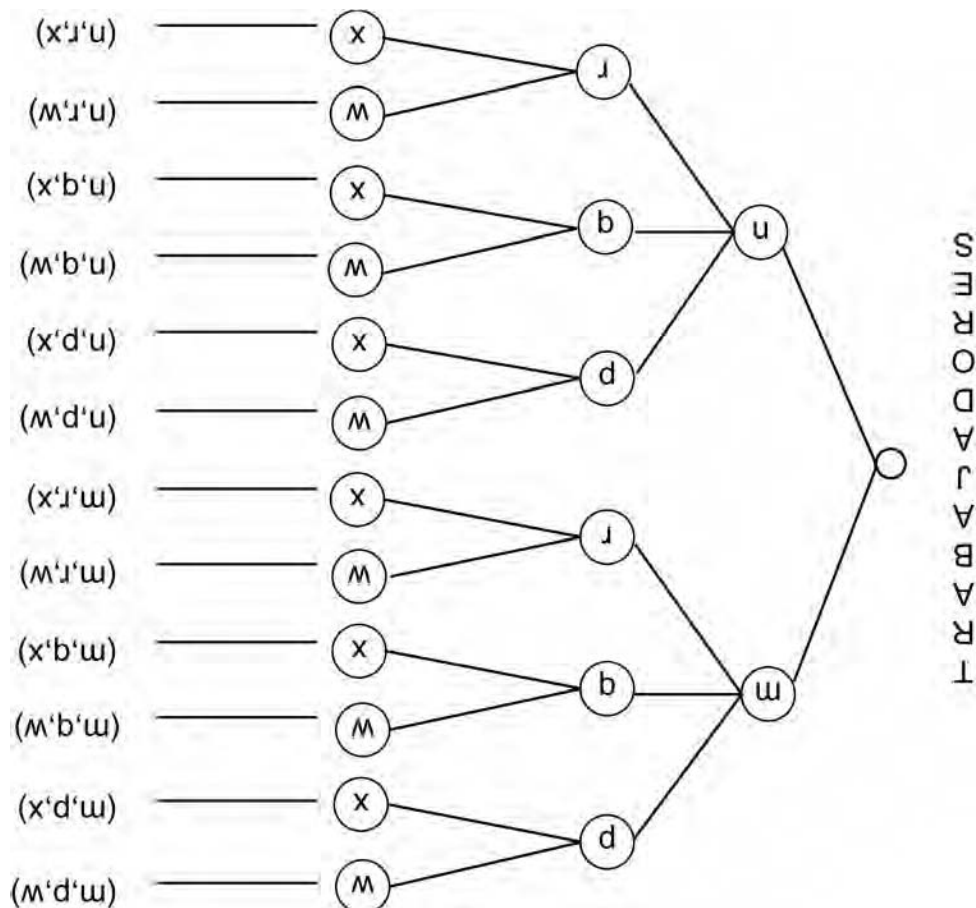 TRABAJADORES
w (m,p,w)
p
x (m,p,x)
w (m,q,w)
m q
x (m,q,x)
w (m,r,w)
r
x (m,r,x)
w (n,p,w)
p
x (n,p,x)
w (n,q,w)
n q
x (n,q,x)
w (n,r,w)
r
x (n,r,x)